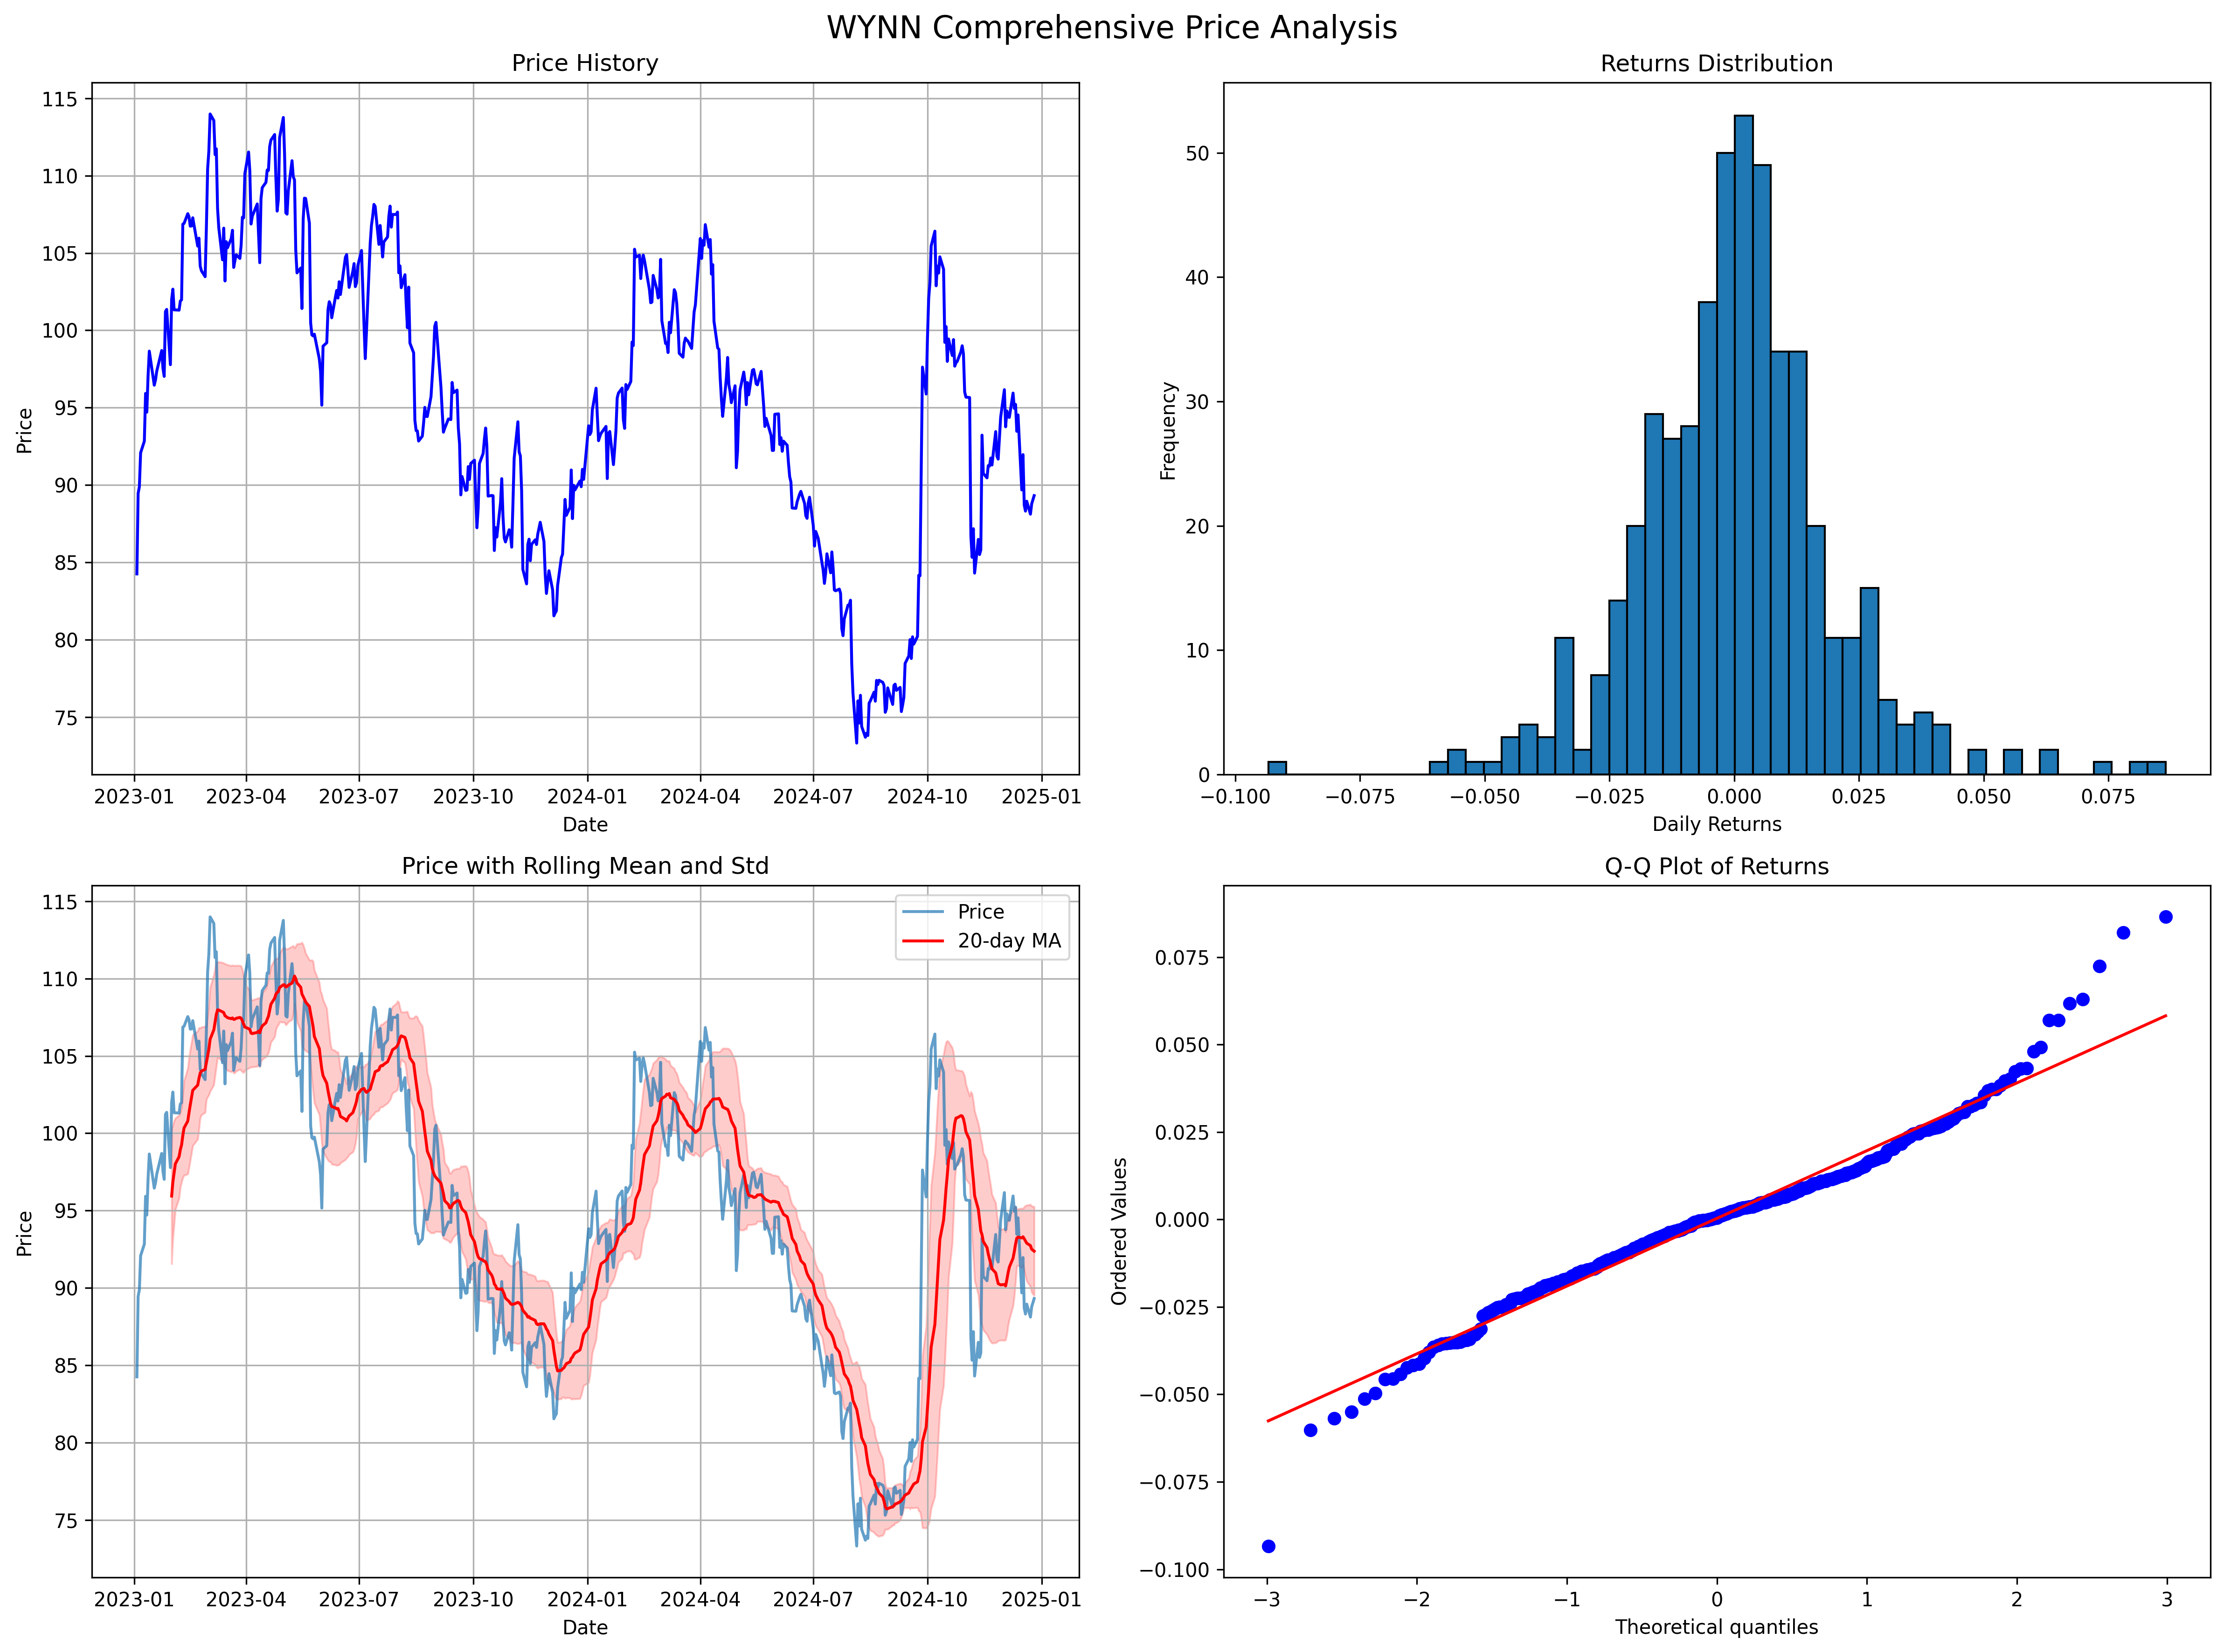 WYNN Comprehensive Price Analysis
Price History
115
110
105
100
95
90
85
80
75
Price
2023-01 2023-04 2023-07 2023-10 2024-01 2024-04 2024-07 2024-10 2025-01
Date
Returns Distribution
50
40
30
20
10
0
Frequency
−0.100 −0.075 −0.050 −0.025 0.000 0.025 0.050 0.075
Daily Returns
Price with Rolling Mean and Std
Price
20-day MA
115
110
105
100
95
90
85
80
75
Price
2023-01 2023-04 2023-07 2023-10 2024-01 2024-04 2024-07 2024-10 2025-01
Date
Q-Q Plot of Returns
0.075
0.050
0.025
0.000
−0.025
−0.050
−0.075
−0.100
Ordered Values
−3 −2 −1 0 1 2 3
Theoretical quantiles